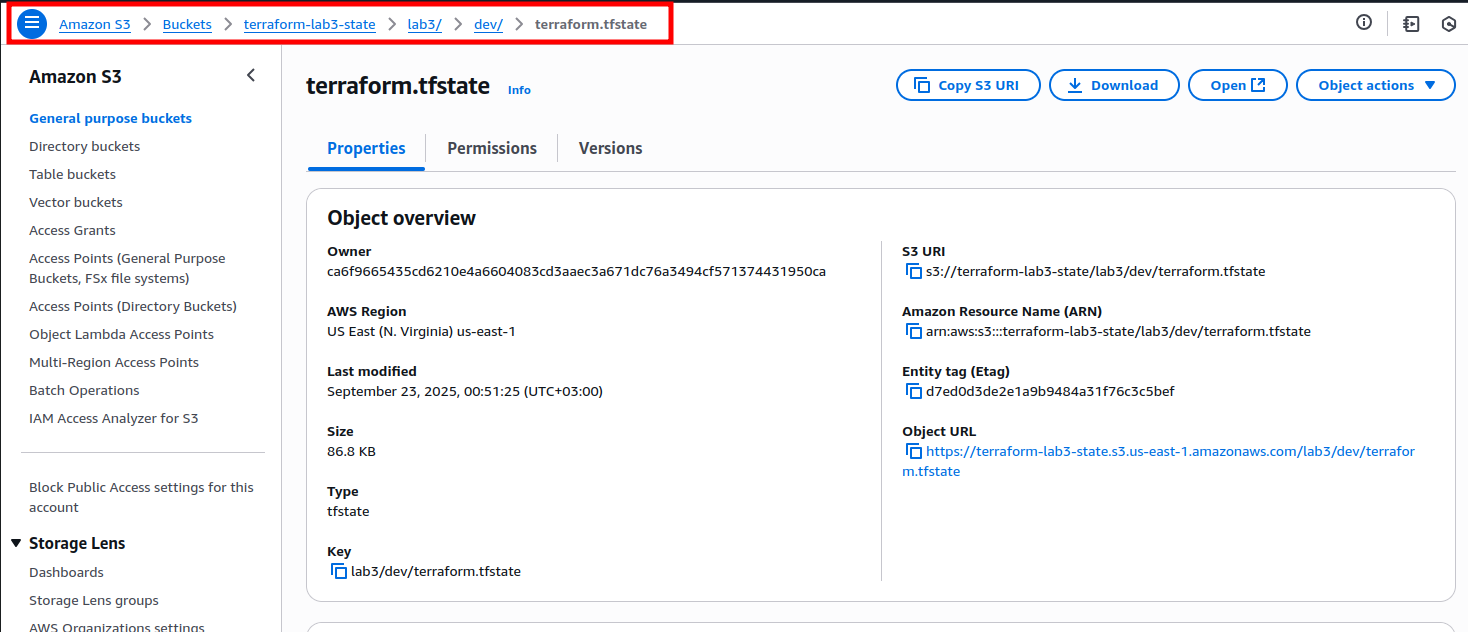 Amazon S3 > Buckets > terraform-lab3-state > lab3/ > dev/ > terraform.tfstate
Amazon S3
General purpose buckets
Directory buckets
Table buckets
Vector buckets
Access Grants
Access Points (General Purpose
Buckets, FSx file systems)
Access Points (Directory Buckets)
Object Lambda Access Points
Multi-Region Access Points
Batch Operations
IAM Access Analyzer for S3
Block Public Access settings for this
account
Storage Lens
Dashboards
Storage Lens groups
AWS Organizations settings
terraform.tfstate Info
Copy S3 URI Download Open Object actions
Properties Permissions Versions
Object overview
Owner
ca6f9665435cd6210e4a6604083cd3aaec3a671dc76a3494cf571374431950ca
AWS Region
US East (N. Virginia) us-east-1
Last modified
September 23, 2025, 00:51:25 (UTC+03:00)
Size
86.8 KB
Type
tfstate
Key
lab3/dev/terraform.tfstate
S3 URI
s3://terraform-lab3-state/lab3/dev/terraform.tfstate
Amazon Resource Name (ARN)
arn:aws:s3:::terraform-lab3-state/lab3/dev/terraform.tfstate
Entity tag (Etag)
d7ed0d3de2e1a9b9484a31f76c3c5bef
Object URL
https://terraform-lab3-state.s3.us-east-1.amazonaws.com/lab3/dev/terrafor
m.tfstate